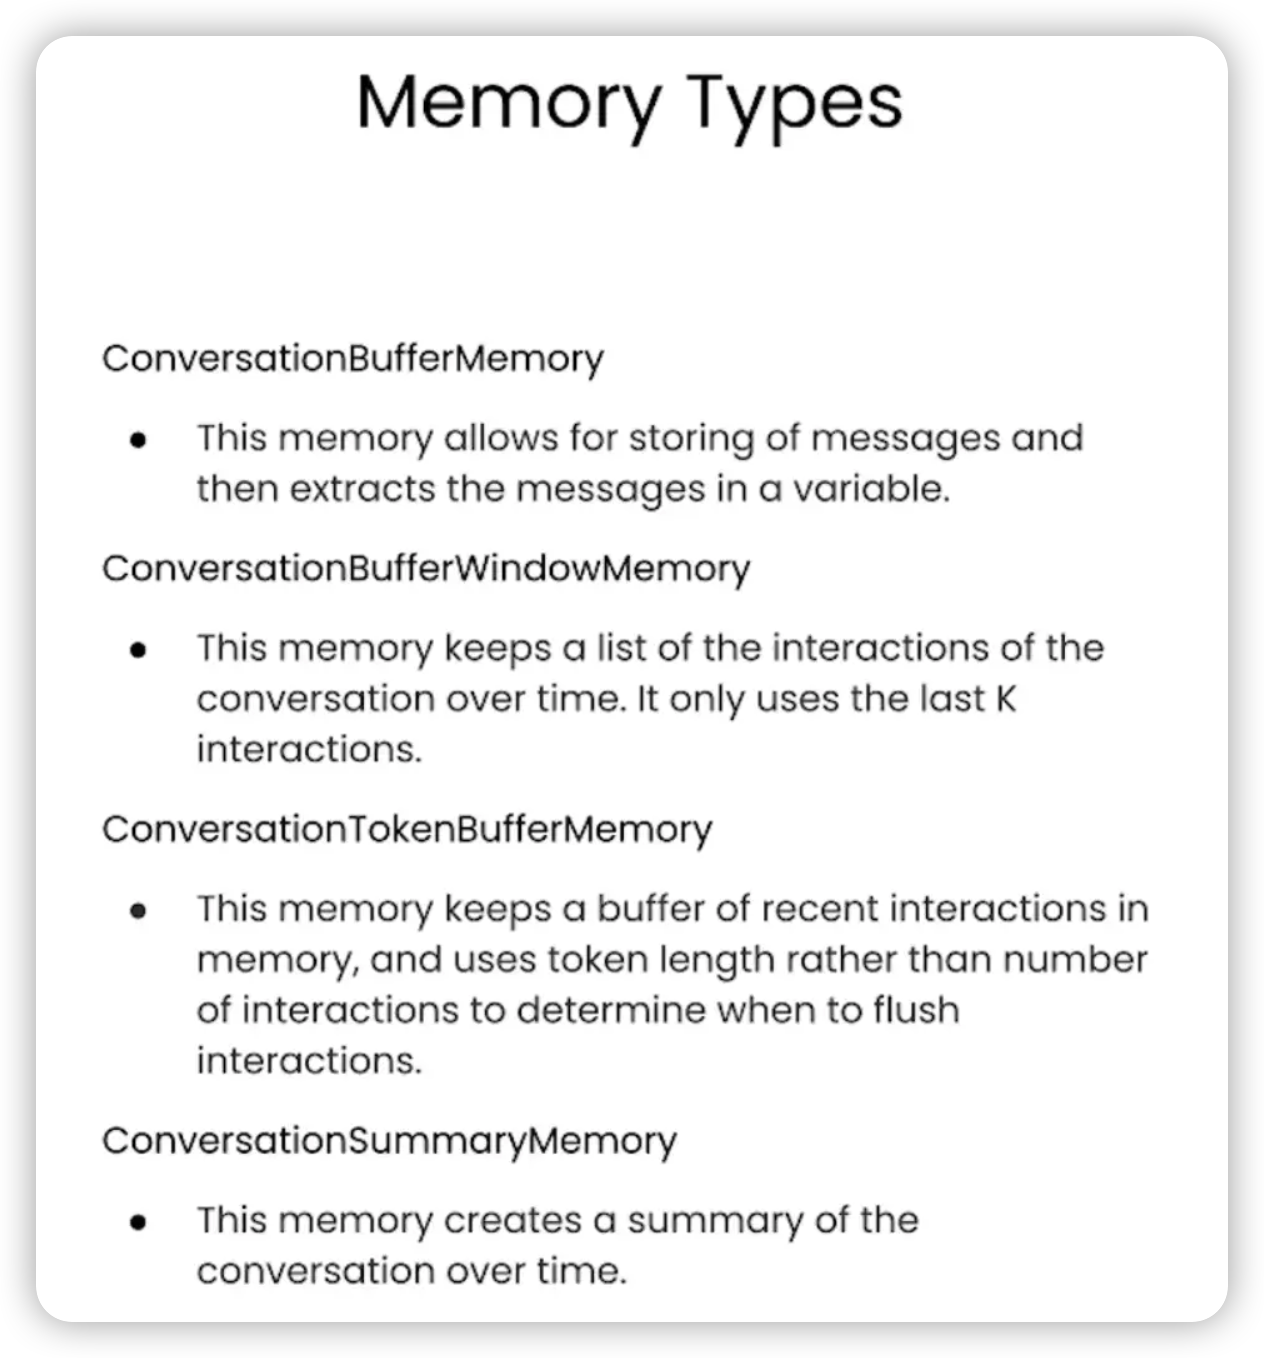 Memory Types
ConversationBufferMemory
● This memory allows for storing of messages and
then extracts the messages in a variable.
ConversationBufferWindowMemory
● This memory keeps a list of the interactions of the
conversation over time. It only uses the last K
interactions.
ConversationTokenBufferMemory
● This memory keeps a buffer of recent interactions in
memory, and uses token length rather than number
of interactions to determine when to flush
interactions.
ConversationSummaryMemory
● This memory creates a summary of the
conversation over time.